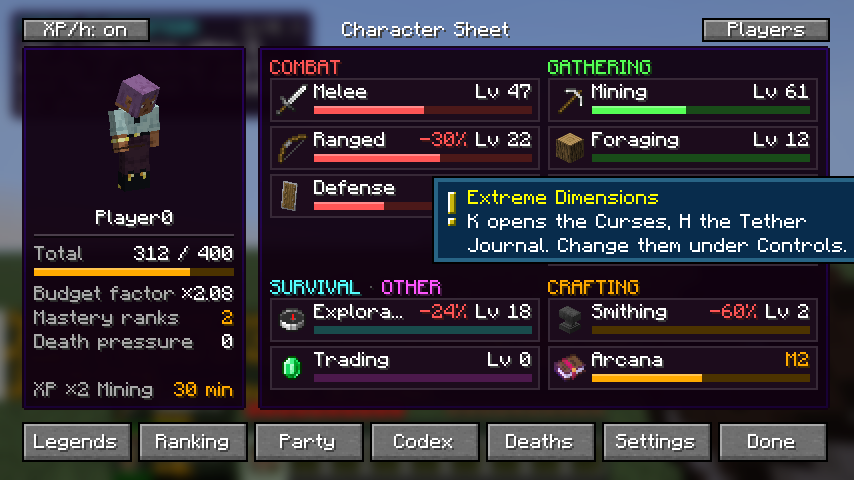 XP/h: on
Character Sheet
Players
Player0
Total 312 / 400
Budget factor ×2.08
Mastery ranks 2
Death pressure 0
XP ×2 Mining 30 min
COMBAT
Melee Lv 47
Ranged -30% Lv 22
Defense
GATHERING
Mining Lv 61
Foraging Lv 12
Extreme Dimensions
K opens the Curses, H the Tether
Journal. Change them under Controls.
SURVIVAL · OTHER
Explora... -24% Lv 18
Trading Lv 0
CRAFTING
Smithing -60% Lv 2
Arcana M2
Legends
Ranking
Party
Codex
Deaths
Settings
Done